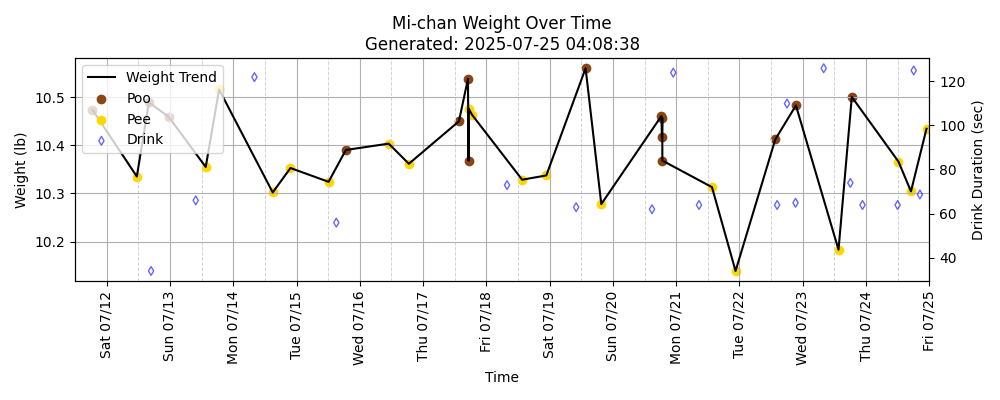 Mi-chan Weight Over Time
Generated: 2025-07-25 04:08:38
Weight Trend
Poo
Pee
Drink
Weight (lb)
10.5
10.4
10.3
10.2
120
100
80
60
40
Drink Duration (sec)
Sat 07/12
Sun 07/13
Mon 07/14
Tue 07/15
Wed 07/16
Thu 07/17
Fri 07/18
Sat 07/19
Sun 07/20
Mon 07/21
Tue 07/22
Wed 07/23
Thu 07/24
Fri 07/25
Time